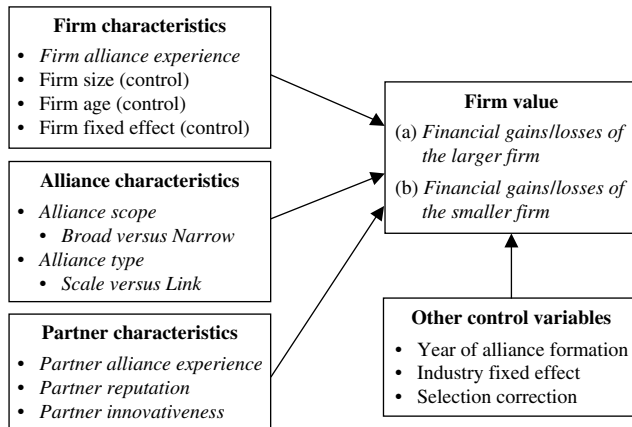 Firm characteristics
• Firm alliance experience
• Firm size (control)
• Firm age (control)
• Firm fixed effect (control)
Alliance characteristics
• Alliance scope
• Broad versus Narrow
• Alliance type
• Scale versus Link
Partner characteristics
• Partner alliance experience
• Partner reputation
• Partner innovativeness
Firm value
(a) Financial gains/losses of
the larger firm
(b) Financial gains/losses of
the smaller firm
Other control variables
• Year of alliance formation
• Industry fixed effect
• Selection correction